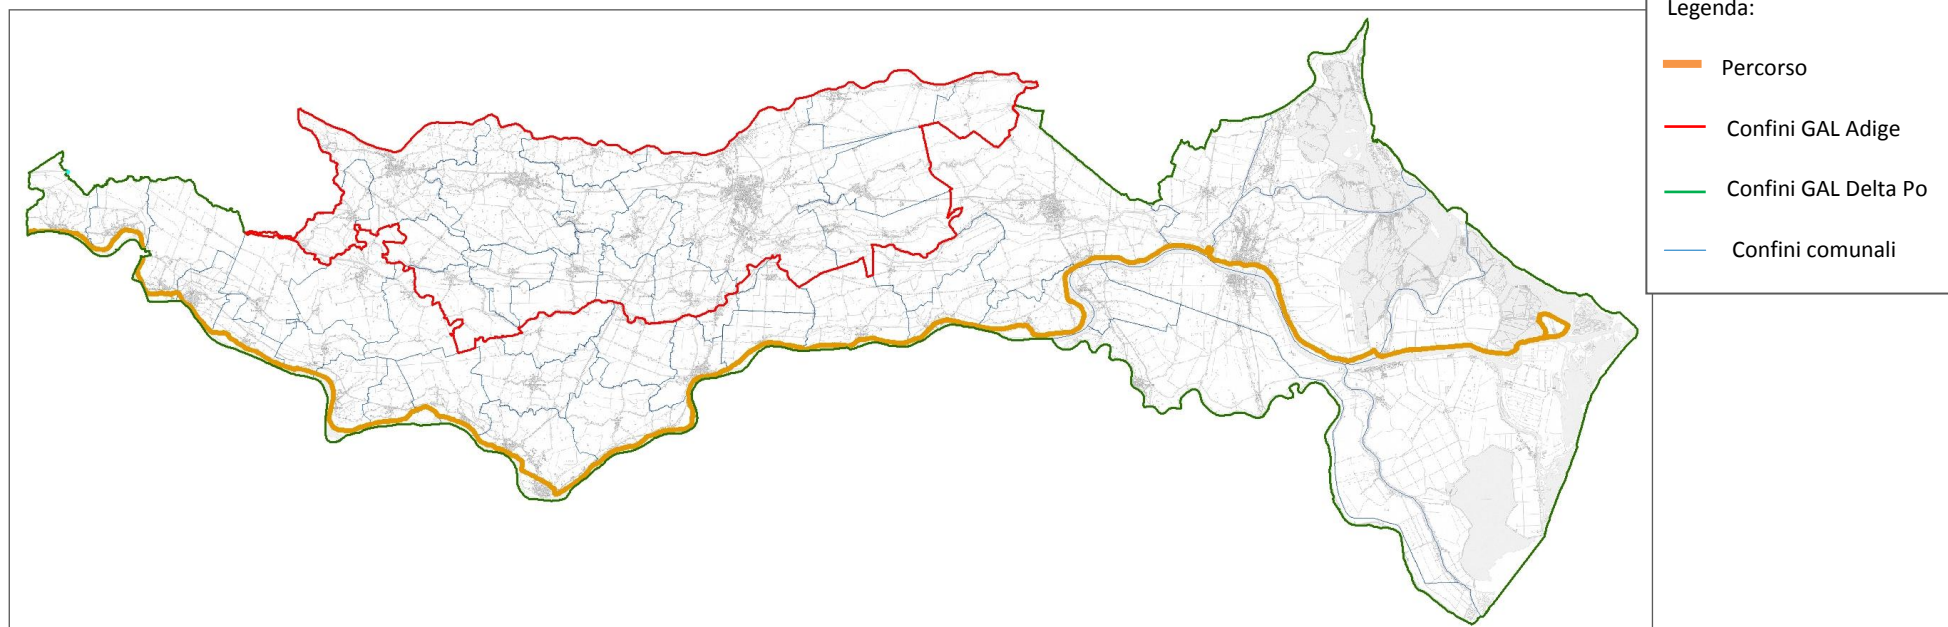 Legenda:
Percorso
Confini GAL Adige
Confini GAL Delta Po
Confini comunali